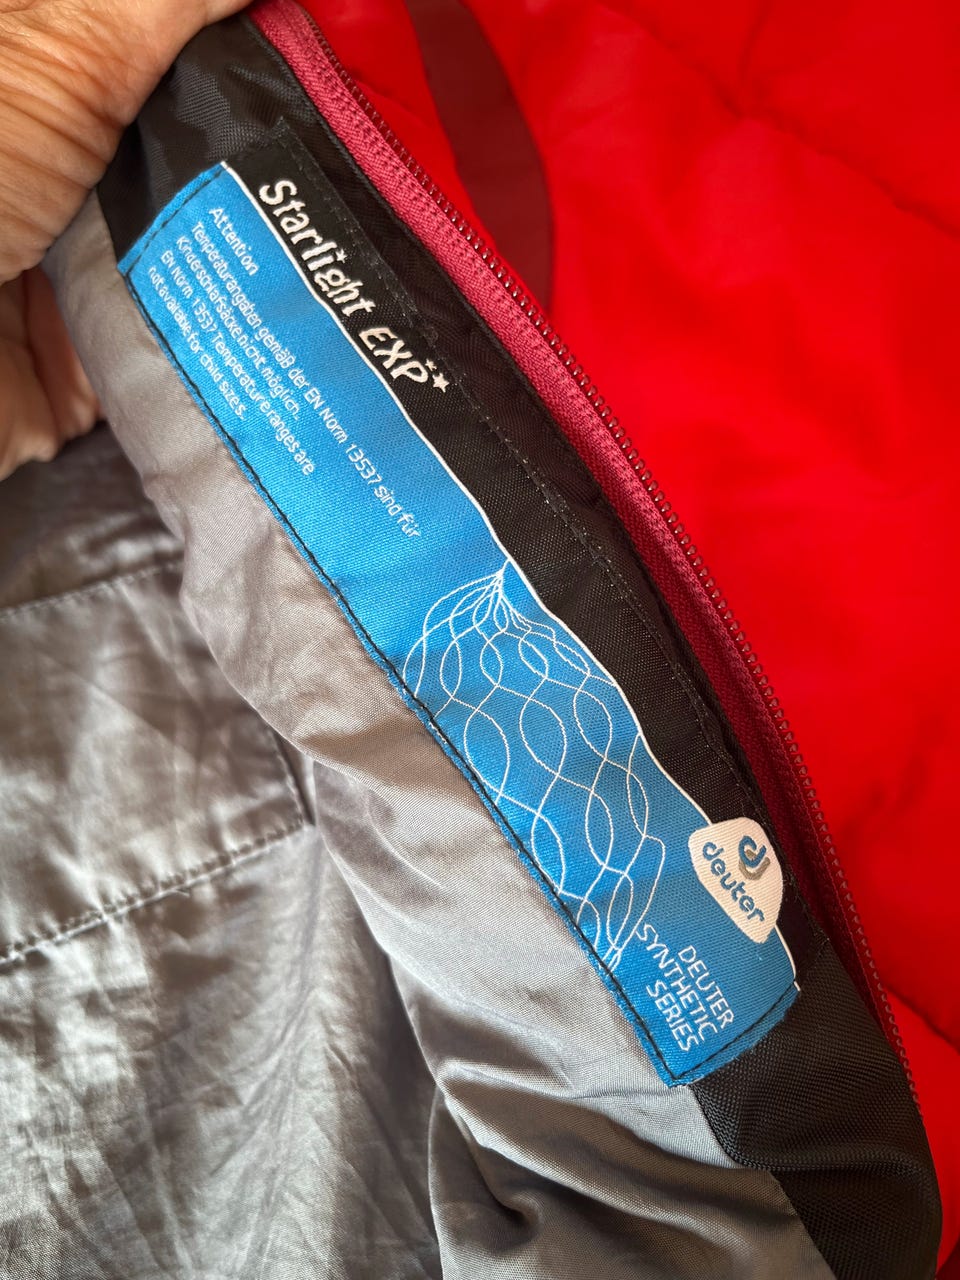 Starlight EXP
Attention
Temperaturangaben gemäß der EN Norm 13537 sind für
Kinderschlafsäcke nicht möglich.
EN Norm 13537 Temperature ranges are
not available for child sizes.
deuter
DEUTER
SYNTHETIC
SERIES